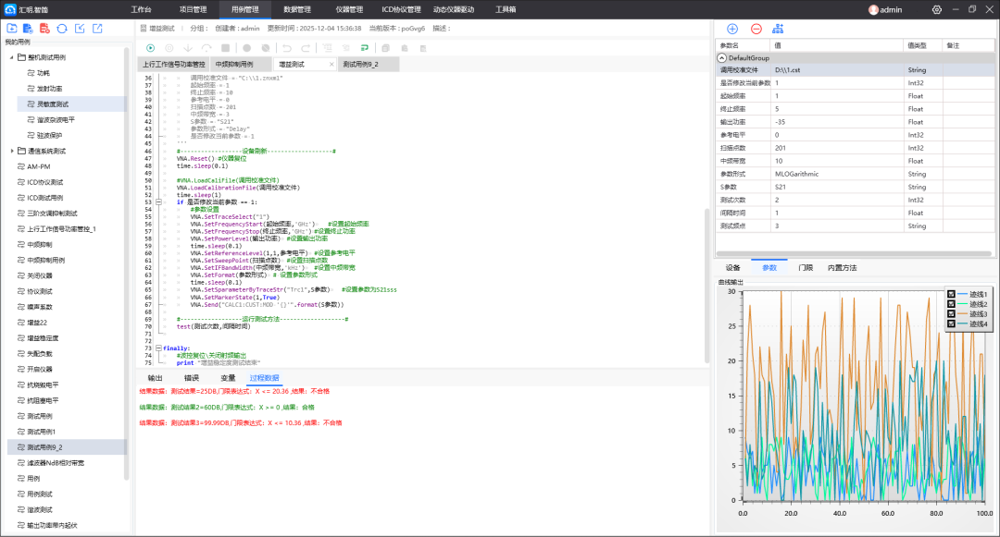 汇明.智能 工作台 项目管理 用例管理 数据管理 仪器管理 ICD协议管理 动态仪器驱动 工具箱 admin
我的用例
整机测试用例
功耗
发射功率
灵敏度测试
谐波杂波电平
驻波保护
通信系统测试
AM-PM
ICD协议测试
ICD测试用例
三阶交调抑制测试
上行工作信号功率管控_1
中频抑制
中频抑制用例
关闭仪器
协议测试
噪声系数
增益22
增益稳定度
失配负载
开启仪器
抗烧毁电平
抗阻塞电平
测试用例
测试用例1
测试用例9_2
滤波器NdB相对带宽
用例
用例测试
谐波测试
输出功率带内起伏
增益测试 分组: 创建者 : admin 更新时间 : 2025-12-04 15:36:38 当前版本 : poGvg6 描述 :
上行工作信号功率管控 中频抑制用例 增益测试 × 测试用例9_2
36 调用校准文件 = "C:\\1.znxml"
37 起始频率 = 1
38 终止频率 = 10
39 参考电平 = 0
40 扫描点数 = 201
41 中频带宽 = 3
42 S参数 = "S21"
43 参数形式 = "Delay"
44 是否修改当前参数 = 1
45 '''
46 #-----------------设备刷新------------------#
47 VNA.Reset() #仪器复位
48 time.sleep(0.1)
49
50 #VNA.LoadCaliFile(调用校准文件)
51 VNA.LoadCalibrationFile(调用校准文件)
52 time.sleep(1)
53 if 是否修改当前参数 == 1:
54 #参数设置
55 VNA.SetTraceSelect("1")
56 VNA.SetFrequencyStart(起始频率,'GHz') #设置起始频率
57 VNA.SetFrequencyStop(终止频率,'GHz') #设置终止功率
58 VNA.SetPowerLevel(输出功率) #设置输出功率
59 time.sleep(0.1)
60 VNA.SetReferenceLevel(1,1,参考电平) #设置参考电平
61 VNA.SetSweepPoint(扫描点数) #设置扫描点数
62 VNA.SetIFBandWidth(中频带宽,'kHz') #设置中频带宽
63 VNA.SetFormat(参数形式) # 设置参数形式
64 time.sleep(0.1)
65 VNA.SetSparameterByTraceStr("Trc1",S参数) #设置参数为S21sss
66 VNA.SetMarkerState(1,True)
67 VNA.Send("CALC1:CUST:MOD '{}'".format(S参数))
68
69 #-----------------运行测试方法------------------#
70 test(测试次数,间隔时间)
71
72
73 finally:
74 #波控复位\关闭射频输出
75 print "增益稳定度测试结束"
输出 错误 变量 过程数据
结果数据: 测试结果=25DB,门限表达式: X <= 20.36 ,结果: 不合格
结果数据: 测试结果2=60DB,门限表达式: X >= 0 ,结果: 合格
结果数据: 测试结果3=99.99DB,门限表达式: X <= 10.36 ,结果: 不合格
参数名 值 值类型 备注
DefaultGroup
调用校准文件 D:\\1.cst String
是否修改当前参数 1 Int32
起始频率 1 Float
终止频率 5 Float
输出功率 -35 Float
参考电平 0 Int32
扫描点数 201 Int32
中频带宽 10 Float
参数形式 MLOGarithmic String
S参数 S21 String
测试次数 2 Int32
间隔时间 1 Float
测试频点 3 String
设备 参数 门限 内置方法
曲线输出
迹线1
迹线2
迹线3
迹线4
30
25
20
15
10
5
0
0.0 20.0 40.0 60.0 80.0 100.0